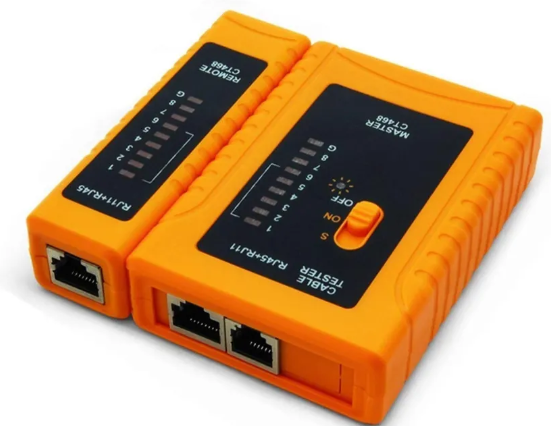 REMOTE
CT468
G
8
7
6
5
4
3
2
1
RJ11+RJ45
MASTER
CT468
G
8
7
6
5
4
3
2
1
OFF
ON
S
RJ45+RJ11
CABLE
TESTER